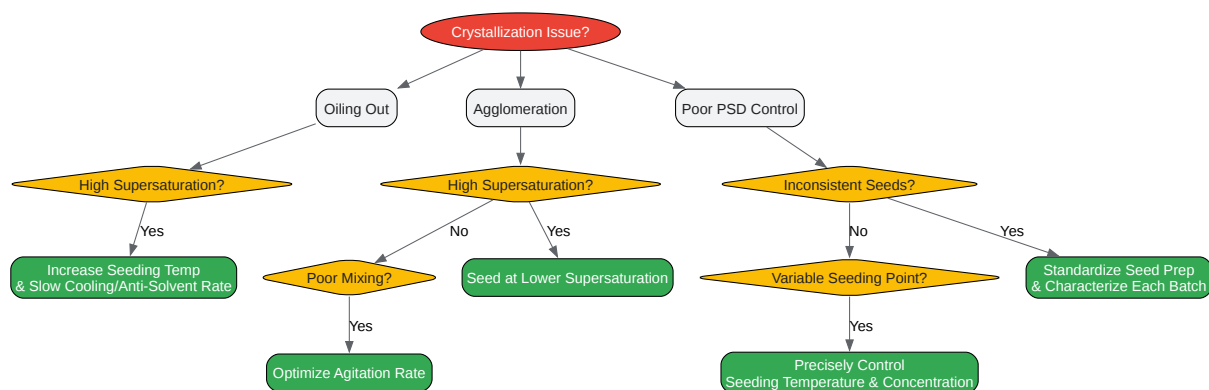 Crystallization Issue?
Oiling Out
Agglomeration
Poor PSD Control
High Supersaturation?
High Supersaturation?
Inconsistent Seeds?
Yes
No
Yes
No
Yes
Increase Seeding Temp
& Slow Cooling/Anti-Solvent Rate
Poor Mixing?
Seed at Lower Supersaturation
Variable Seeding Point?
Standardize Seed Prep
& Characterize Each Batch
Yes
Yes
Optimize Agitation Rate
Precisely Control
Seeding Temperature & Concentration